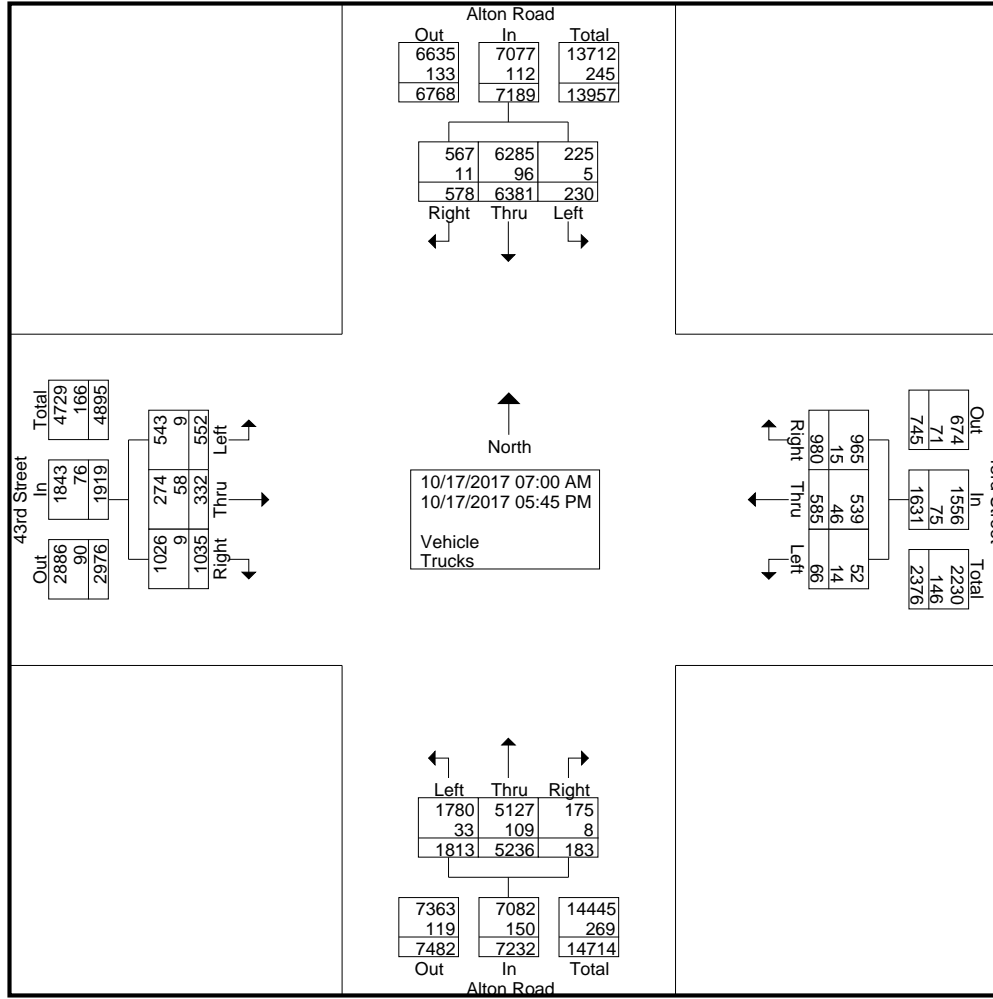 Alton Road
Out In Total
6635 7077 13712
133 112 245
6768 7189 13957
567 6285 225
11 96 5
578 6381 230
Right Thru Left
43rd Street
Total In Out
4729 1843 2886
166 76 90
4895 1919 2976
543 274 1026
9 58 9
552 332 1035
Left Thru Right
North
10/17/2017 07:00 AM
10/17/2017 05:45 PM
Vehicle
Trucks
Out In Total
674 1556 2230
71 75 146
745 1631 2376
965 539 52
15 46 14
980 585 66
Right Thru Left
Left Thru Right
1780 5127 175
33 109 8
1813 5236 183
7363 7082 14445
119 150 269
7482 7232 14714
Out In Total
Alton Road